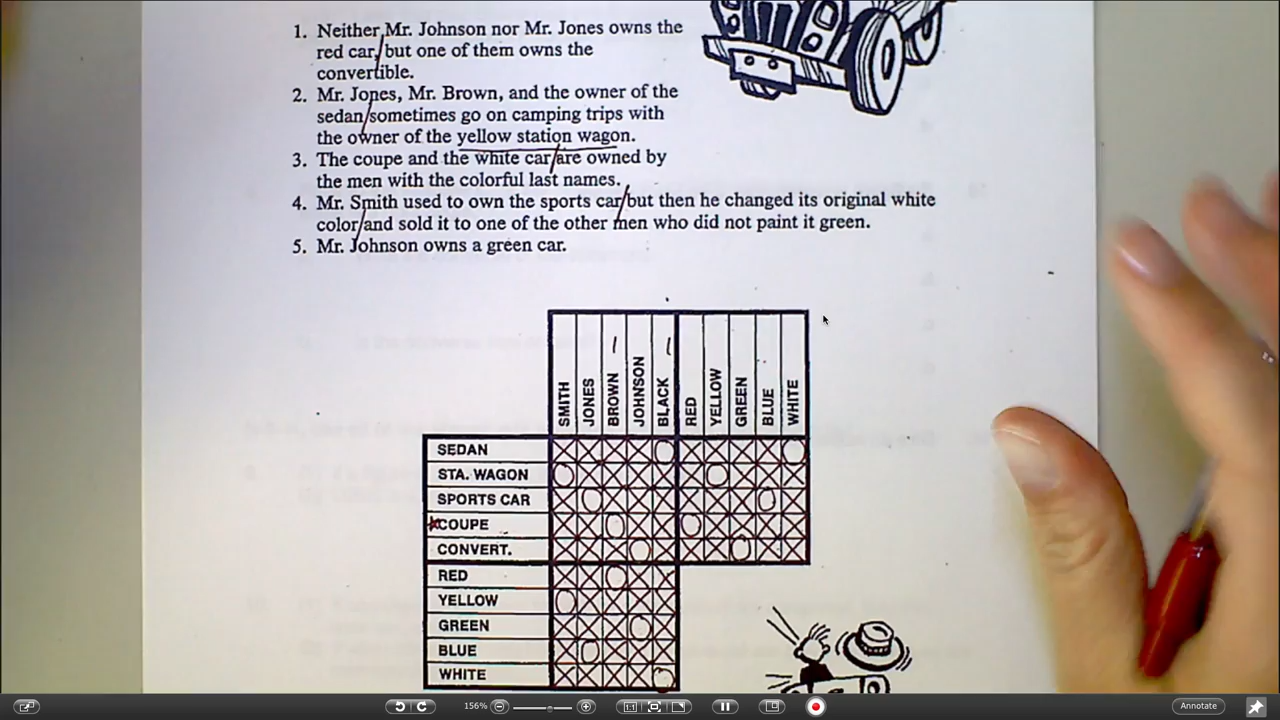 1. Neither Mr. Johnson nor Mr. Jones owns the
red car, but one of them owns the
convertible.
2. Mr. Jones, Mr. Brown, and the owner of the
sedan sometimes go on camping trips with
the owner of the yellow station wagon.
3. The coupe and the white car are owned by
the men with the colorful last names.
4. Mr. Smith used to own the sports car but then he changed its original white
color and sold it to one of the other men who did not paint it green.
5. Mr. Johnson owns a green car.
SMITH
JONES
BROWN
JOHNSON
BLACK
RED
YELLOW
GREEN
BLUE
WHITE
SEDAN
STA. WAGON
SPORTS CAR
COUPE
CONVERT.
RED
YELLOW
GREEN
BLUE
WHITE
156%
1:1
Annotate